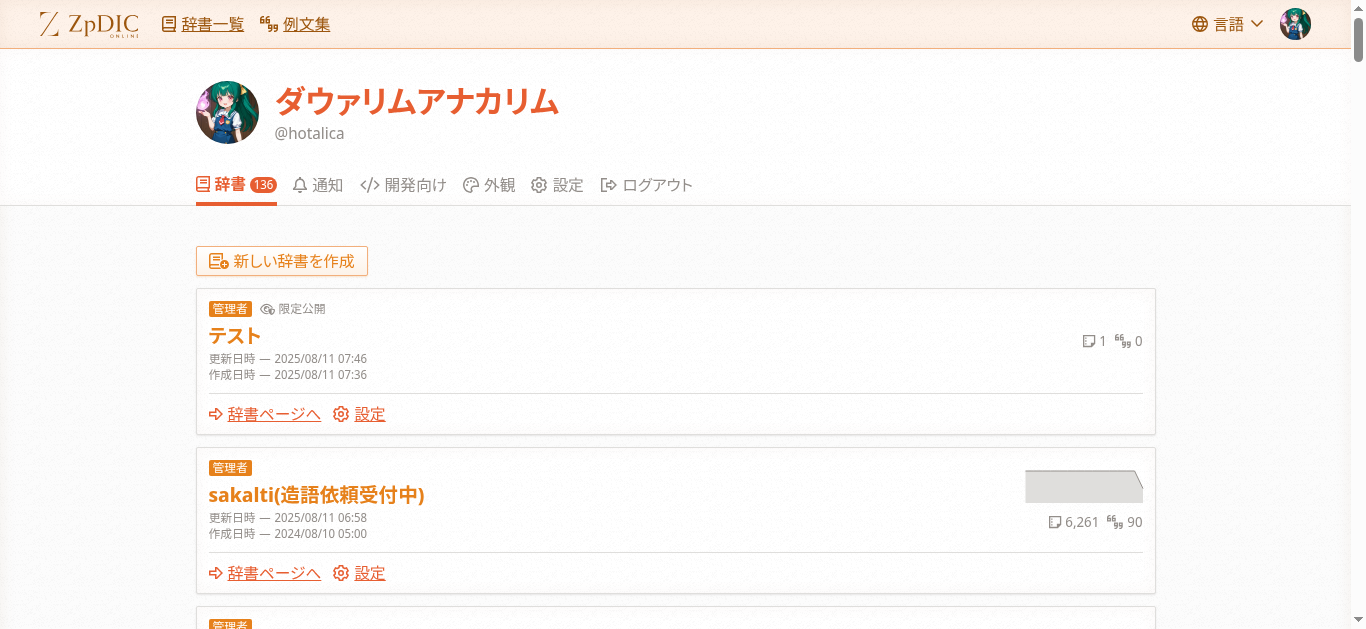 ZpDIC ONLINE 辞書一覧 例文集 言語
ダヴァリムアナカリム
@hotalica
辞書 136 通知 開発向け 外観 設定 ログアウト
新しい辞書を作成
管理者 限定公開
テスト
1 0
更新日時 — 2025/08/11 07:46
作成日時 — 2025/08/11 07:36
辞書ページへ 設定
管理者
sakalti(造語依頼受付中)
更新日時 — 2025/08/11 06:58
6,261 90
作成日時 — 2024/08/10 05:00
辞書ページへ 設定
管理者